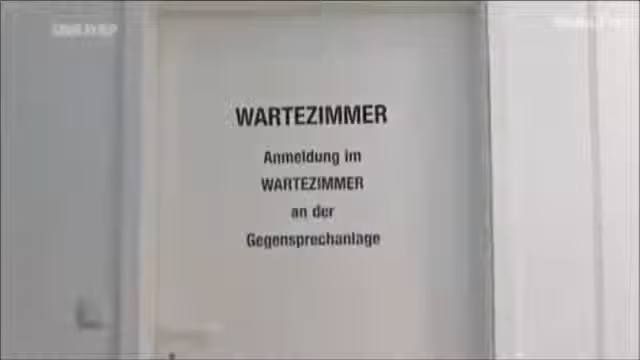 WARTEZIMMER
Anmeldung im
WARTEZIMMER
an der
Gegensprechanlage